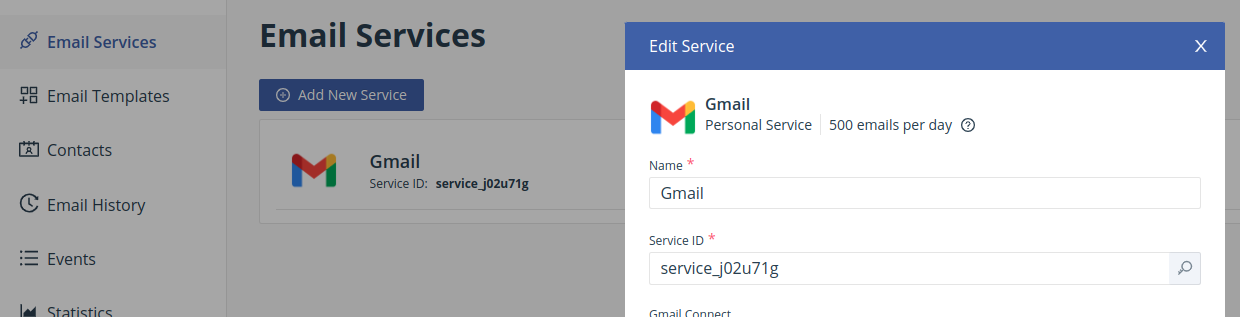 Email Services
Email Templates
Contacts
Email History
Events
Statistics
Email Services
Add New Service
Gmail
Service ID: service_j02u71g
Edit Service X
Gmail
Personal Service 500 emails per day ?
Name *
Gmail
Service ID *
service_j02u71g
Gmail Connect